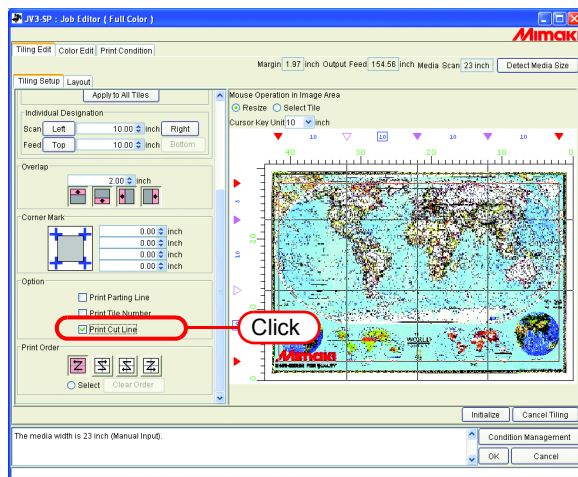 JV3-SP : Job Editor ( Full Color )
Mimaki
Tiling Edit Color Edit Print Condition
Margin 1.97 inch Output Feed 154.56 inch Media Scan 23 inch Detect Media Size
Tiling Setup Layout
Apply to All Tiles
Mouse Operation in Image Area
Resize Select Tile
Cursor Key Unit 10 inch
Individual Designation
Scan Left 10.00 inch Right
Feed Top 10.00 inch Bottom
10 10 10 10
40 30 20 10 0
Overlap
2.00 inch
Corner Mark
0.00 inch
0.00 inch
0.00 inch
0.00 inch
Option
Print Parting Line
Print Tile Number
Print Cut Line
Click
Print Order
Select Clear Order
WORLD
Mimaki
Initialize Cancel Tiling
The media width is 23 inch (Manual Input).
Condition Management
OK Cancel